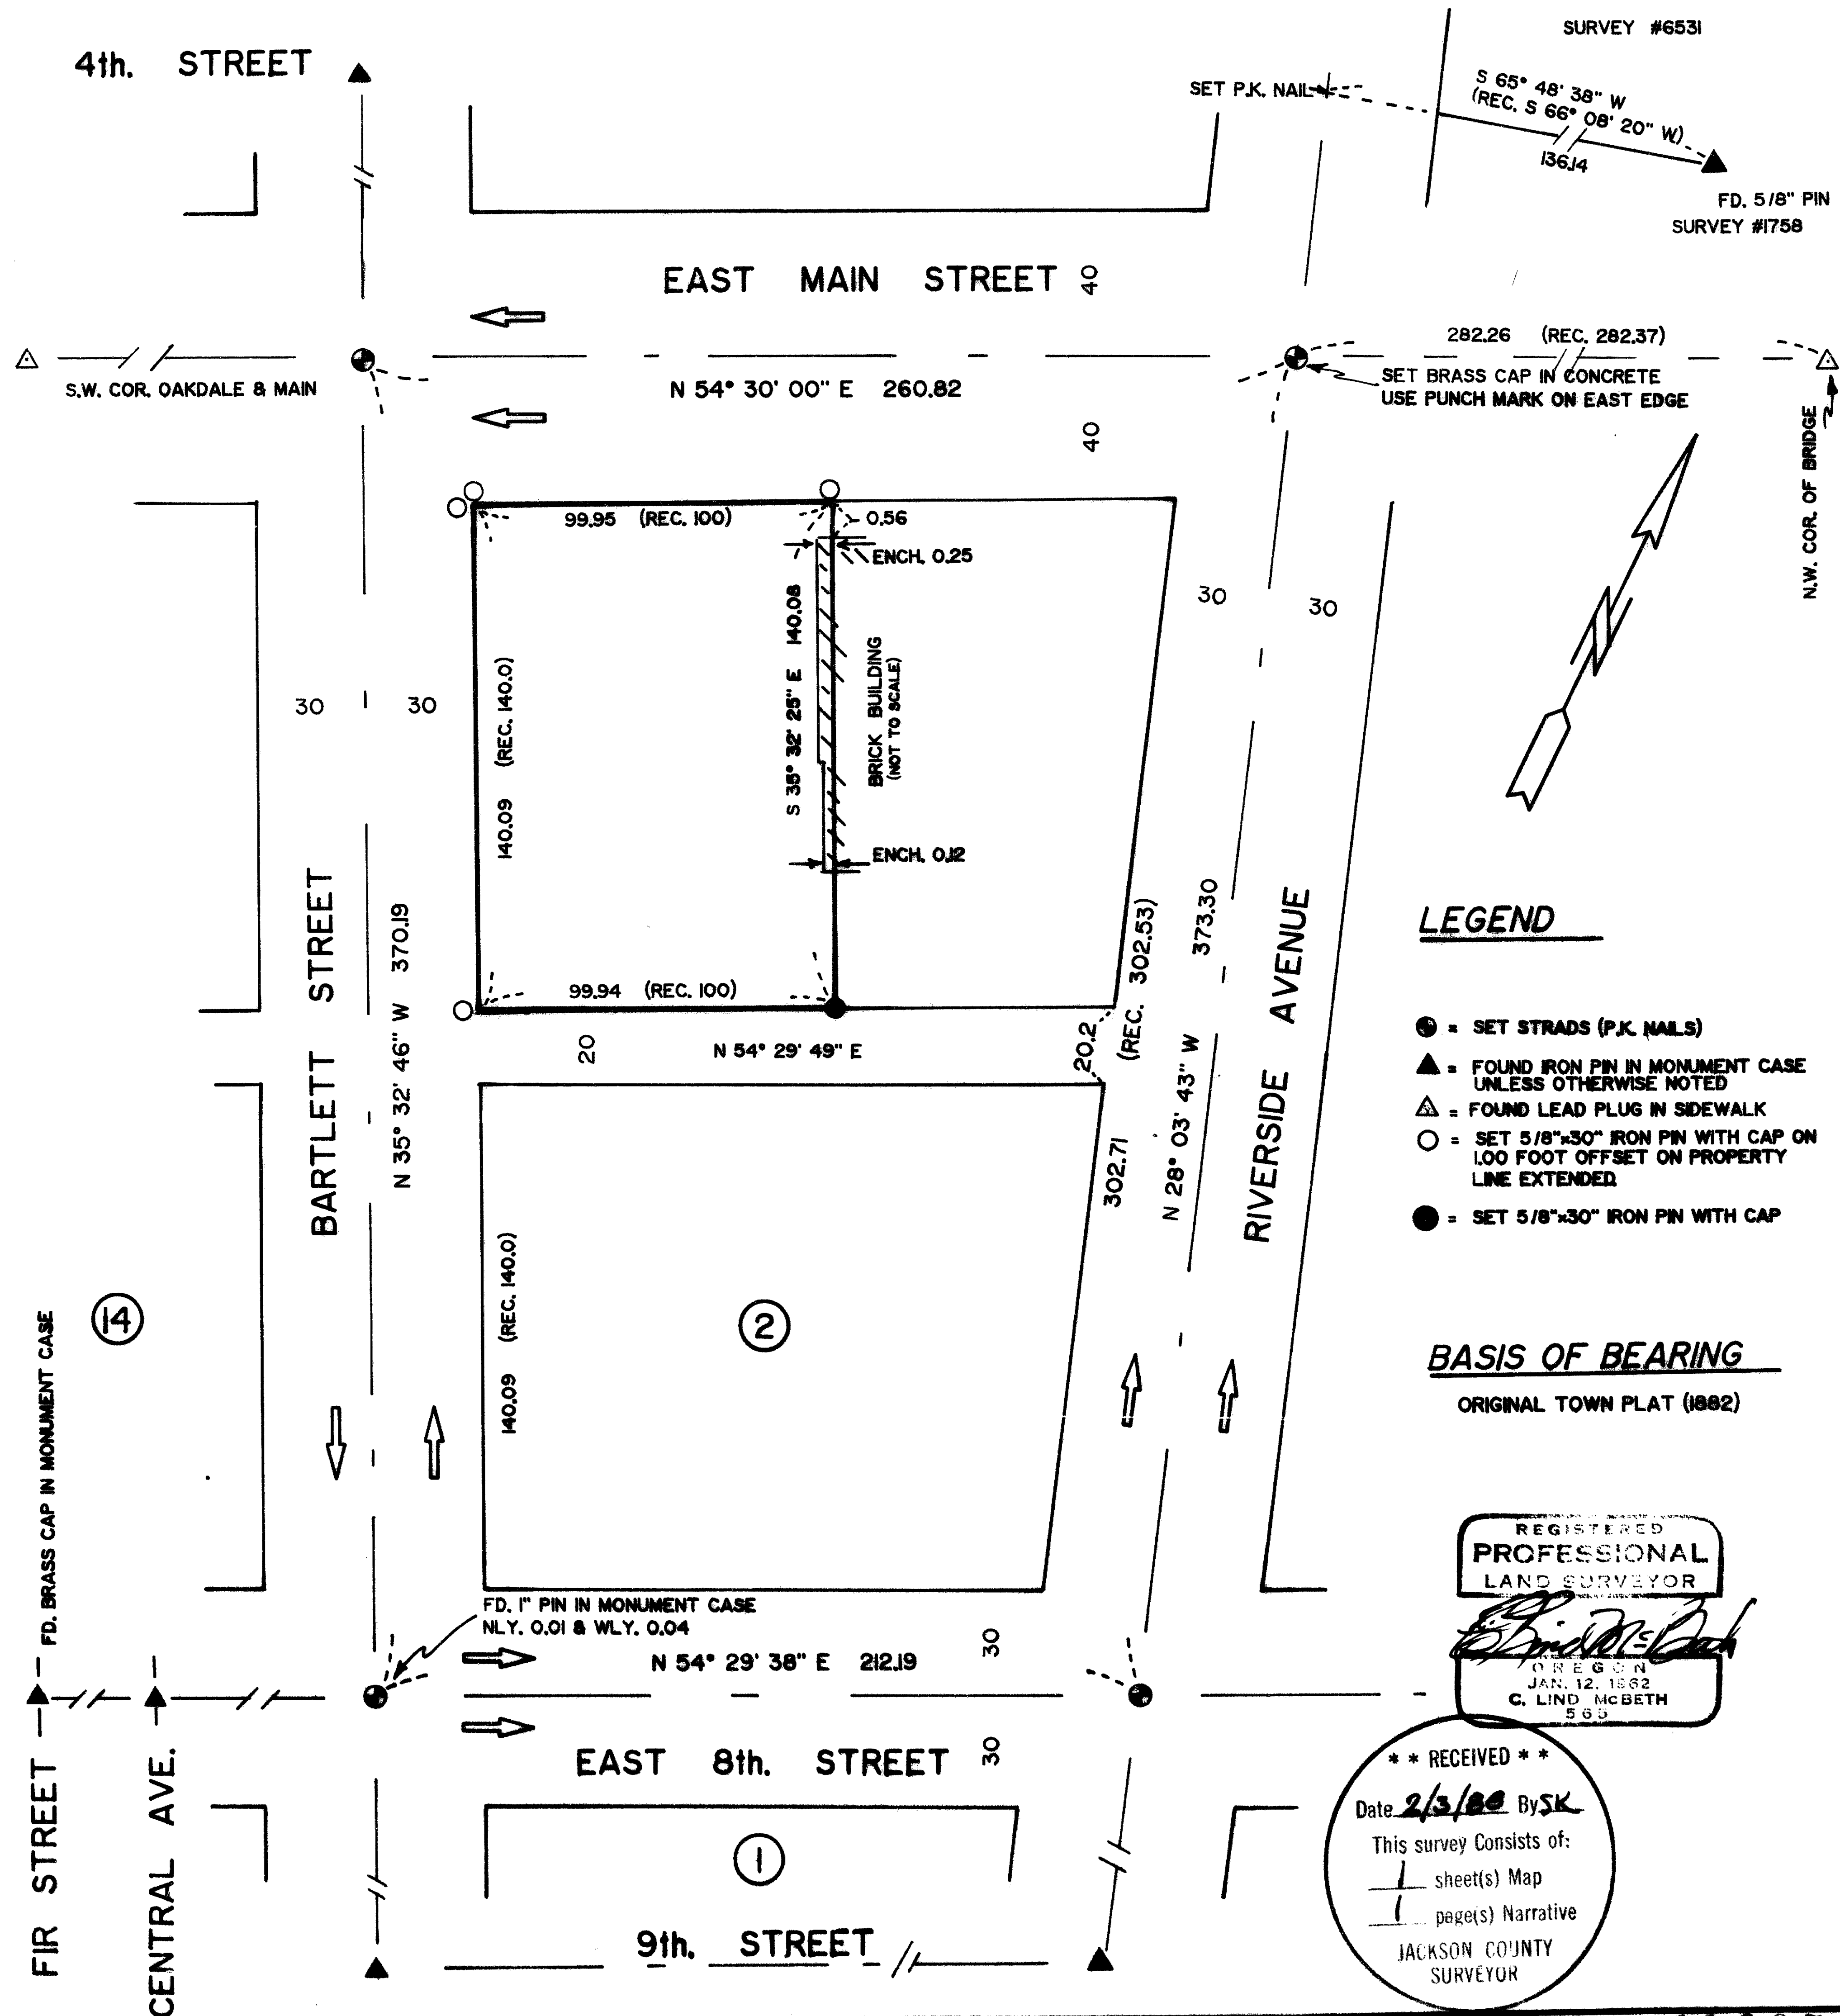 SURVEY #6531
4th. STREET
SET P.K. NAIL
S 65° 48' 38" W
(REC. S 66° 08' 20" W)
136.14
FD. 5/8" PIN
SURVEY #1758
EAST MAIN STREET
40
282.26 (REC. 282.37)
S.W. COR. OAKDALE & MAIN
N 54° 30' 00" E 260.82
SET BRASS CAP IN CONCRETE
USE PUNCH MARK ON EAST EDGE
40
N.W. COR. OF BRIDGE
99.95 (REC. 100)
0.56
ENCH. 0.25
S 35° 32' 25" E 140.08
BRICK BUILDING
(NOT TO SCALE)
140.09 (REC. 140.0)
30
30
30
30
ENCH. 0.12
BARTLETT STREET
N 35° 32' 46" W 370.19
99.94 (REC. 100)
20
N 54° 29' 49" E
20.2
302.71 (REC. 302.53)
N 28° 03' 43" W 373.30
RIVERSIDE AVENUE
LEGEND
= SET STRADS (P.K. NAILS)
= FOUND IRON PIN IN MONUMENT CASE
UNLESS OTHERWISE NOTED
= FOUND LEAD PLUG IN SIDEWALK
= SET 5/8"x30" IRON PIN WITH CAP ON
1.00 FOOT OFFSET ON PROPERTY
LINE EXTENDED.
= SET 5/8"x30" IRON PIN WITH CAP
140.09 (REC. 140.0)
14
2
BASIS OF BEARING
ORIGINAL TOWN PLAT (1882)
FD. BRASS CAP IN MONUMENT CASE
FD. 1" PIN IN MONUMENT CASE
NLY. 0.01 & WLY. 0.04
N 54° 29' 38" E 212.19
30
30
EAST 8th. STREET
FIR STREET
CENTRAL AVE.
1
9th. STREET
REGISTERED
PROFESSIONAL
LAND SURVEYOR
OREGON
JAN. 12, 1962
C. LIND McBETH
565
* * RECEIVED * *
Date 2/3/86 By SK
This survey Consists of:
1 sheet(s) Map
1 page(s) Narrative
JACKSON COUNTY
SURVEYOR